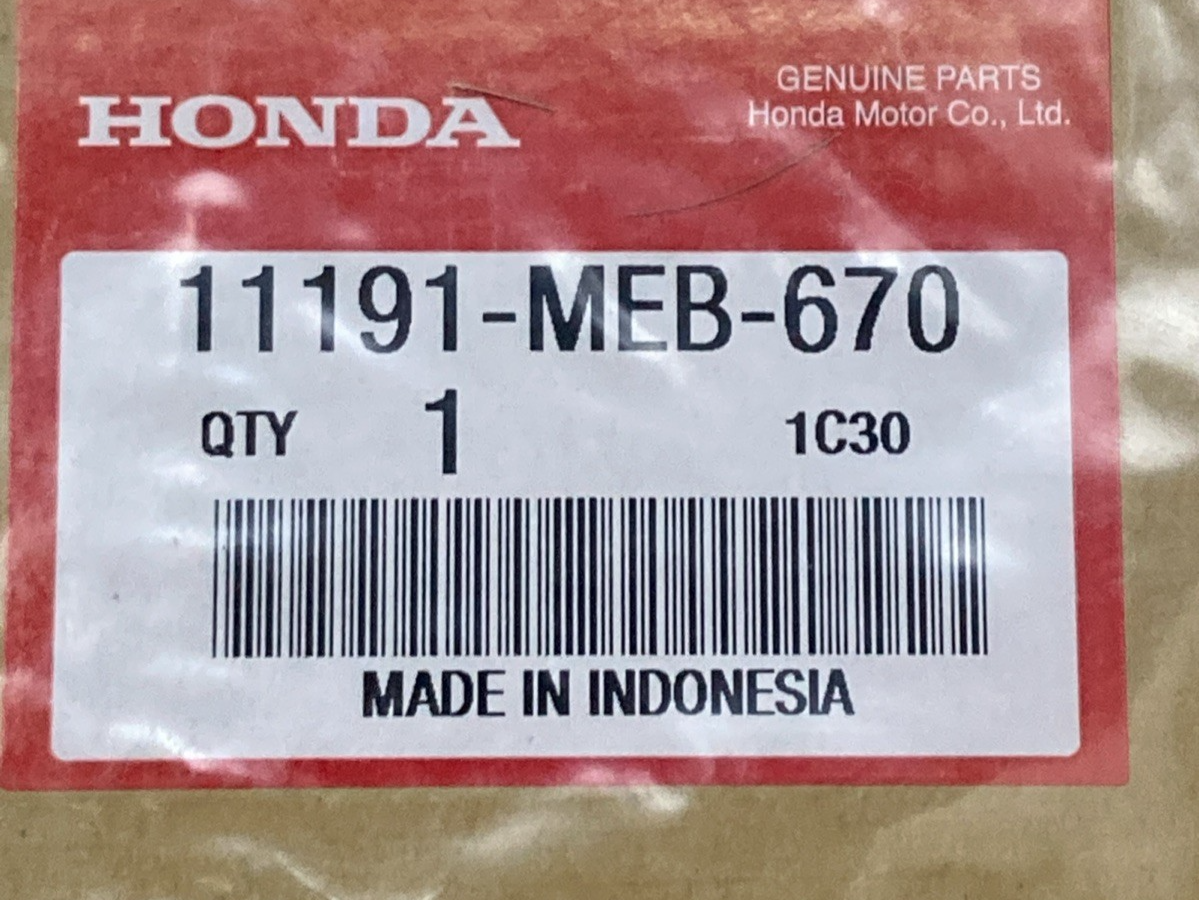 HONDA
GENUINE PARTS
Honda Motor Co., Ltd.
11191-MEB-670
QTY 1 1C30
MADE IN INDONESIA